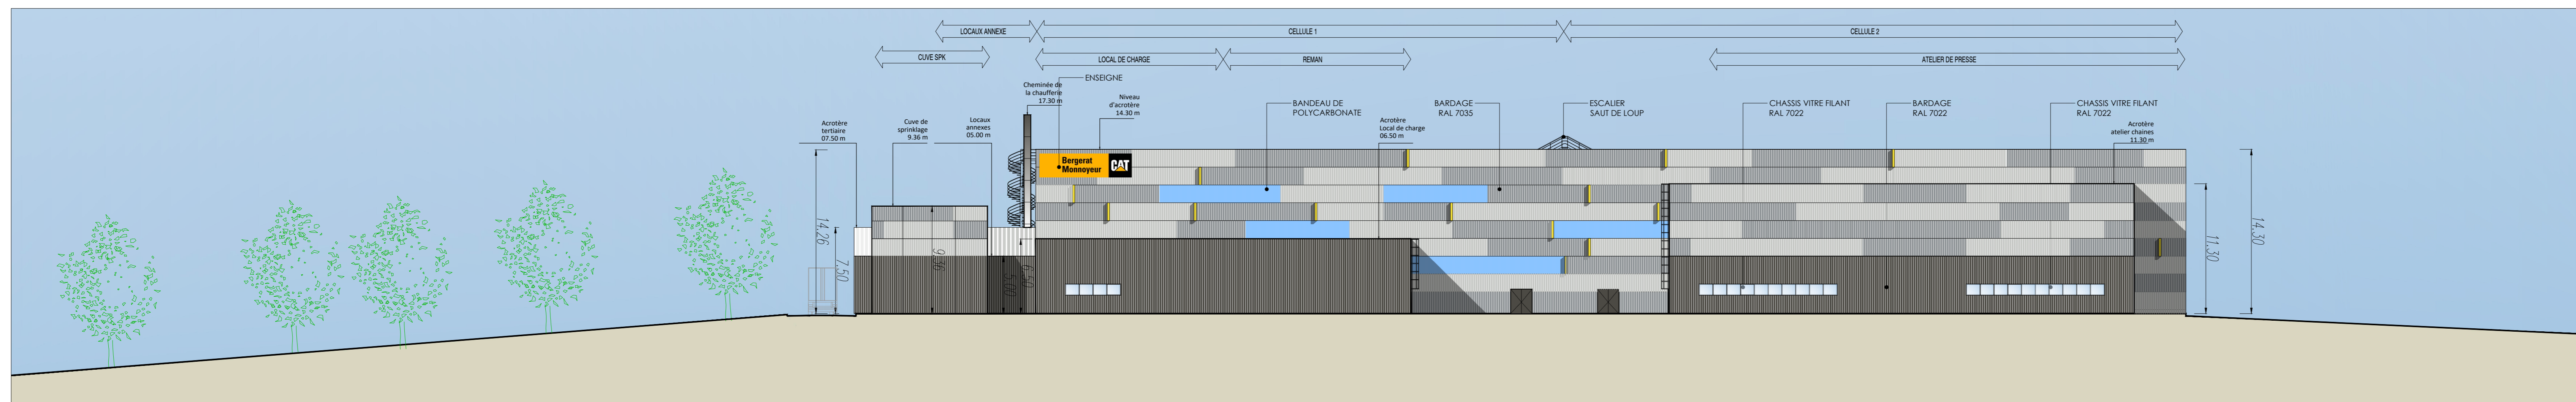 LOCAUX ANNEXE
CELLULE 1
CELLULE 2
CUVE SPK
LOCAL DE CHARGE
REMAN
ATELIER DE PRESSE
ENSEIGNE
Cheminée de
la chaufferie
17.30 m
Niveau
d'acrotère
14.30 m
BANDEAU DE
POLYCARBONATE
BARDAGE
RAL 7035
ESCALIER
SAUT DE LOUP
CHASSIS VITRE FILANT
RAL 7022
BARDAGE
RAL 7022
CHASSIS VITRE FILANT
RAL 7022
Acrotère
tertiaire
07.50 m
Cuve de
sprinklage
9.36 m
Locaux
annexes
05.00 m
Acrotère
Local de charge
06.50 m
Acrotère
atelier chaines
11.30 m
Bergerat
Monnoyeur
CAT
14,26
7,50
9,36
5,00
6,50
11,30
14,30